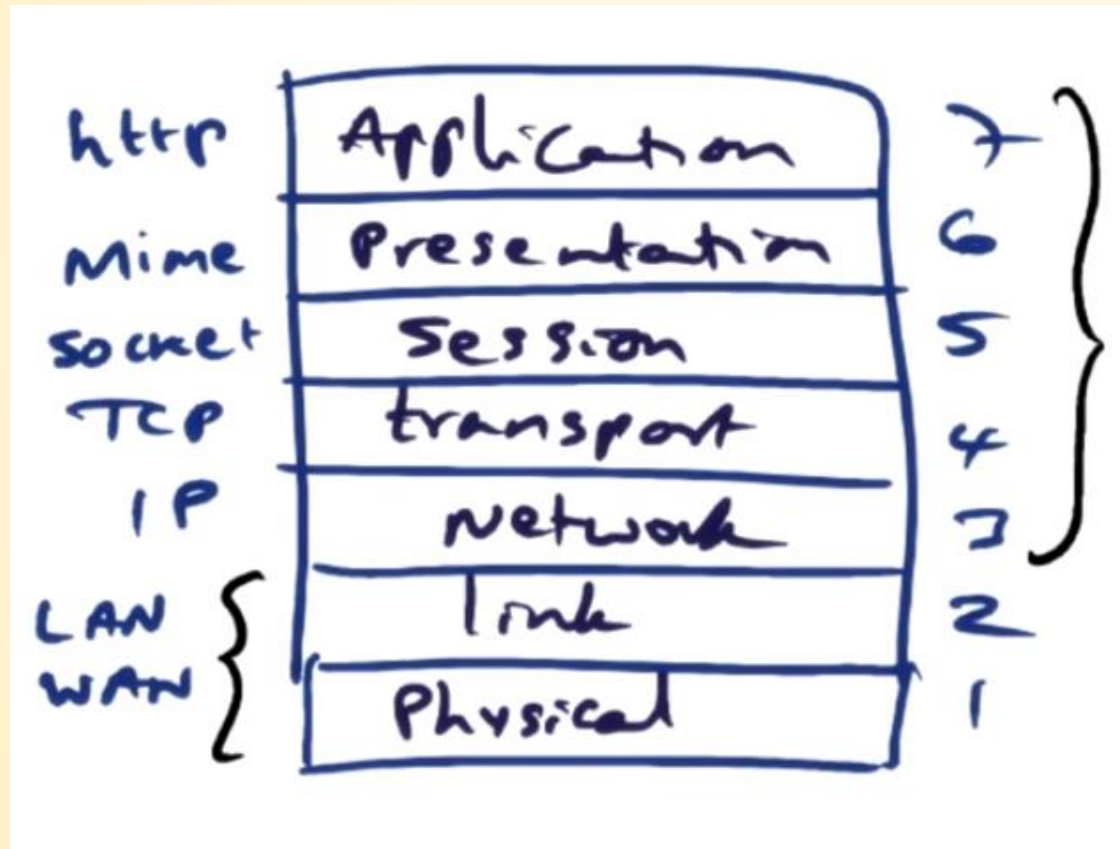 http Application 7
Mime Presentation 6
Socket Session 5
TCP transport 4
IP Network 3
LAN link 2
WAN Physical 1